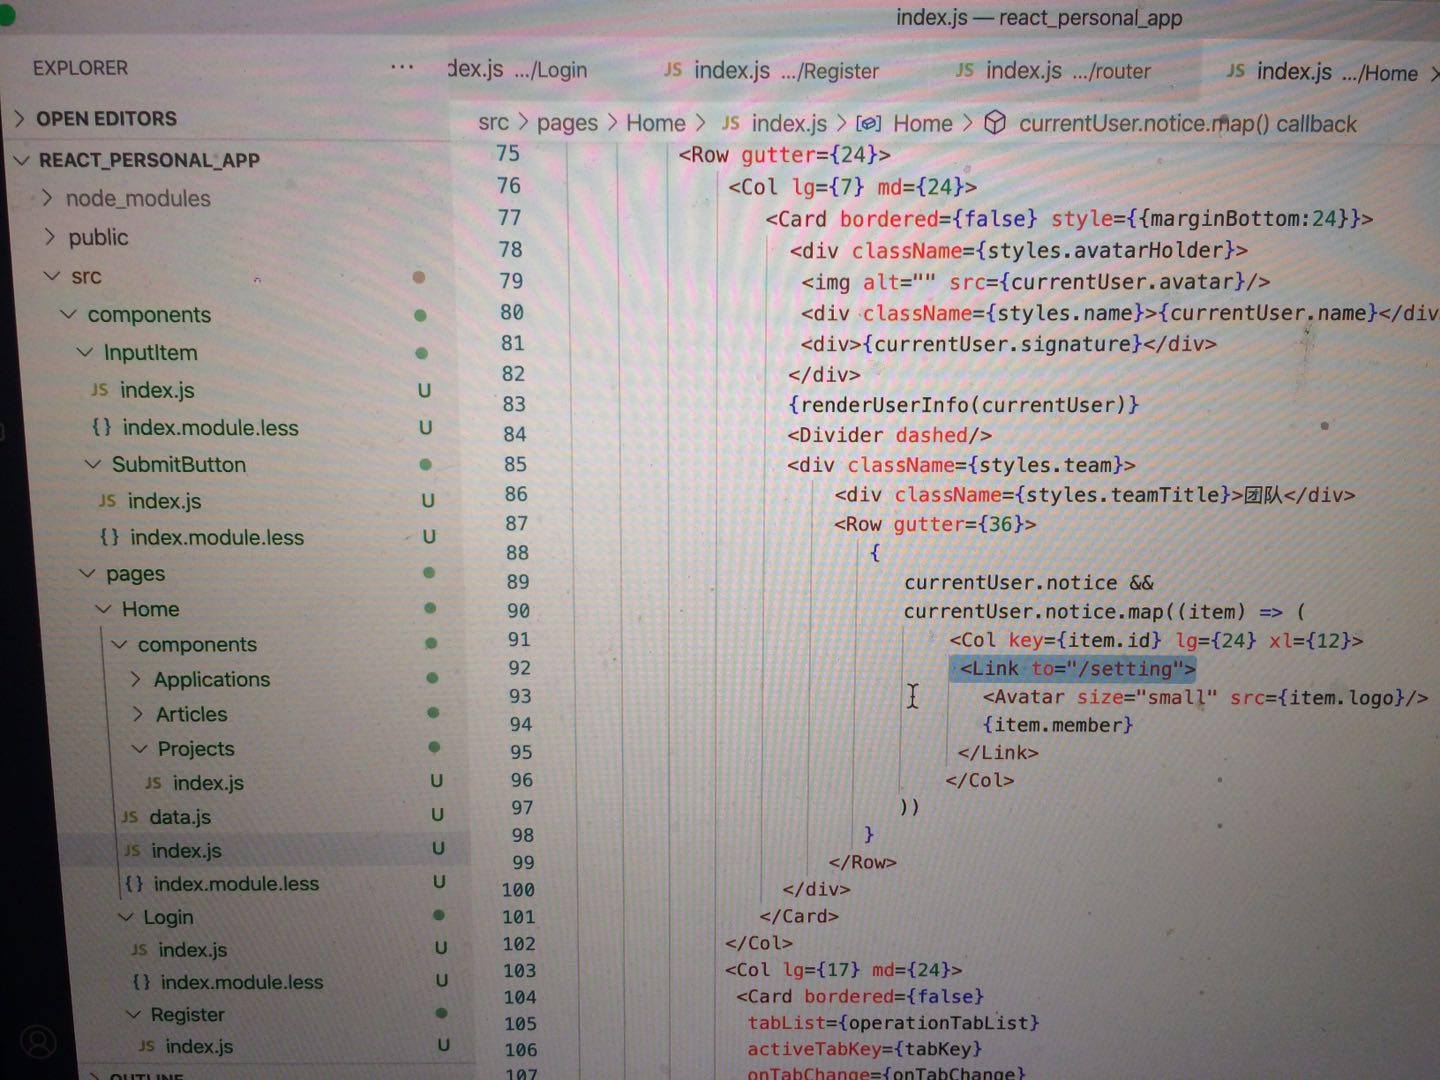 index.js — react_personal_app
EXPLORER
OPEN EDITORS
REACT_PERSONAL_APP
node_modules
public
src
components
InputItem
JS index.js U
{} index.module.less U
SubmitButton
JS index.js U
{} index.module.less U
pages
Home
components
Applications
Articles
Projects
JS index.js U
JS data.js U
JS index.js U
{} index.module.less U
Login
JS index.js U
{} index.module.less U
Register
JS index.js U
OUTLINE
dex.js .../Login JS index.js .../Register JS index.js .../router JS index.js .../Home
src > pages > Home > JS index.js > Home > currentUser.notice.map() callback
75 <Row gutter={24}>
76 <Col lg={7} md={24}>
77 <Card bordered={false} style={{marginBottom:24}}>
78 <div className={styles.avatarHolder}>
79 <img alt="" src={currentUser.avatar}/>
80 <div className={styles.name}>{currentUser.name}</div
81 <div>{currentUser.signature}</div>
82 </div>
83 {renderUserInfo(currentUser)}
84 <Divider dashed/>
85 <div className={styles.team}>
86 <div className={styles.teamTitle}>团队</div>
87 <Row gutter={36}>
88 {
89 currentUser.notice &&
90 currentUser.notice.map((item) => (
91 <Col key={item.id} lg={24} xl={12}>
92 <Link to="/setting">
93 <Avatar size="small" src={item.logo}/>
94 {item.member}
95 </Link>
96 </Col>
97 ))
98 }
99 </Row>
100 </div>
101 </Card>
102 </Col>
103 <Col lg={17} md={24}>
104 <Card bordered={false}
105 tabList={operationTabList}
106 activeTabKey={tabKey}
107 onTabChange={onTabChange}